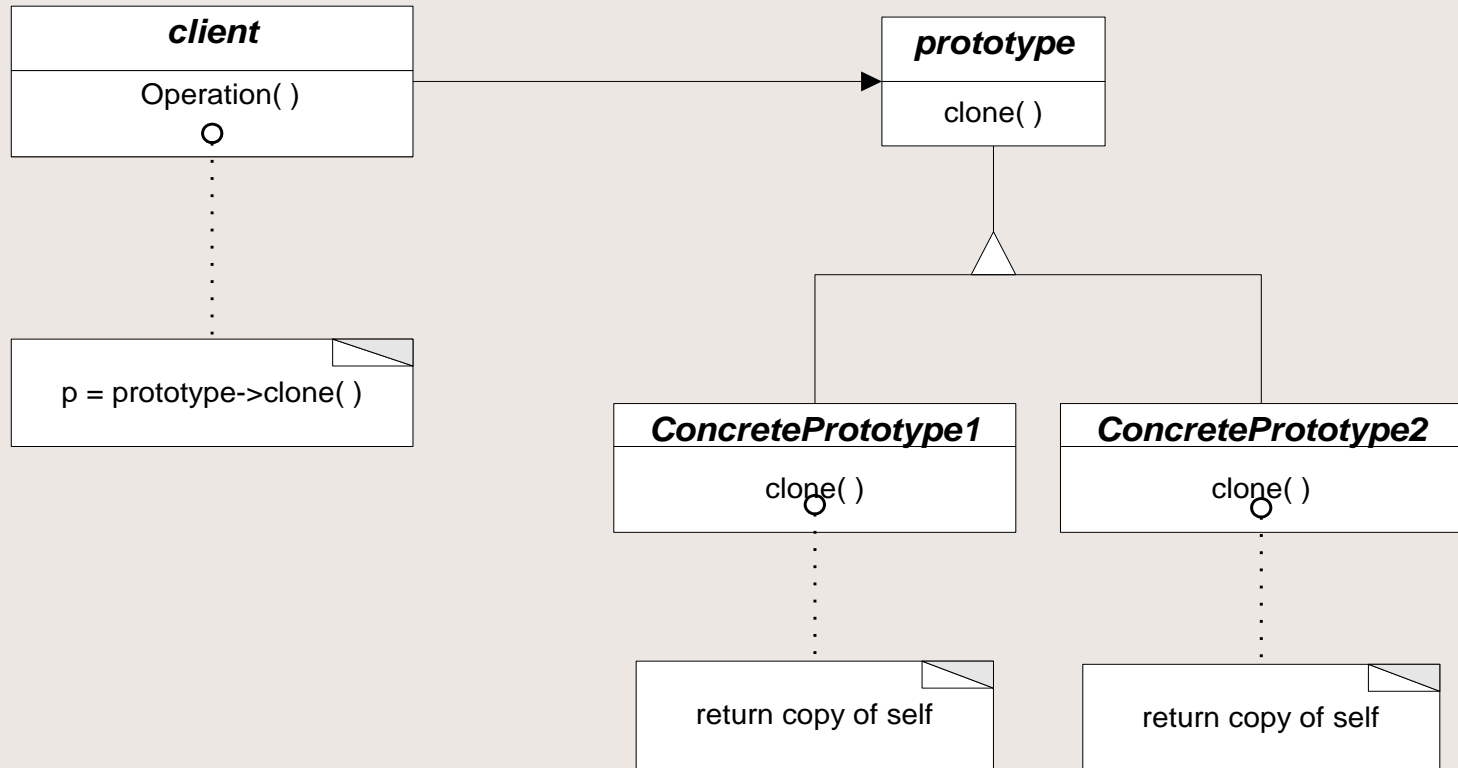 client
Operation( )
prototype
clone( )
p = prototype->clone( )
ConcretePrototype1
clone( )
ConcretePrototype2
clone( )
return copy of self
return copy of self